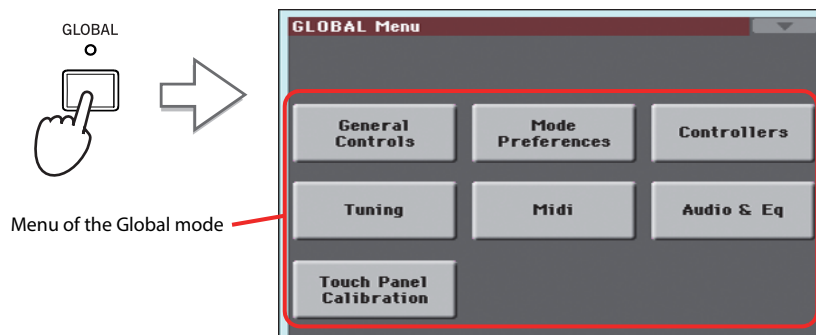 GLOBAL
GLOBAL Menu
General
Controls
Mode
Preferences
Controllers
Tuning
Midi
Audio & Eq
Touch Panel
Calibration
Menu of the Global mode